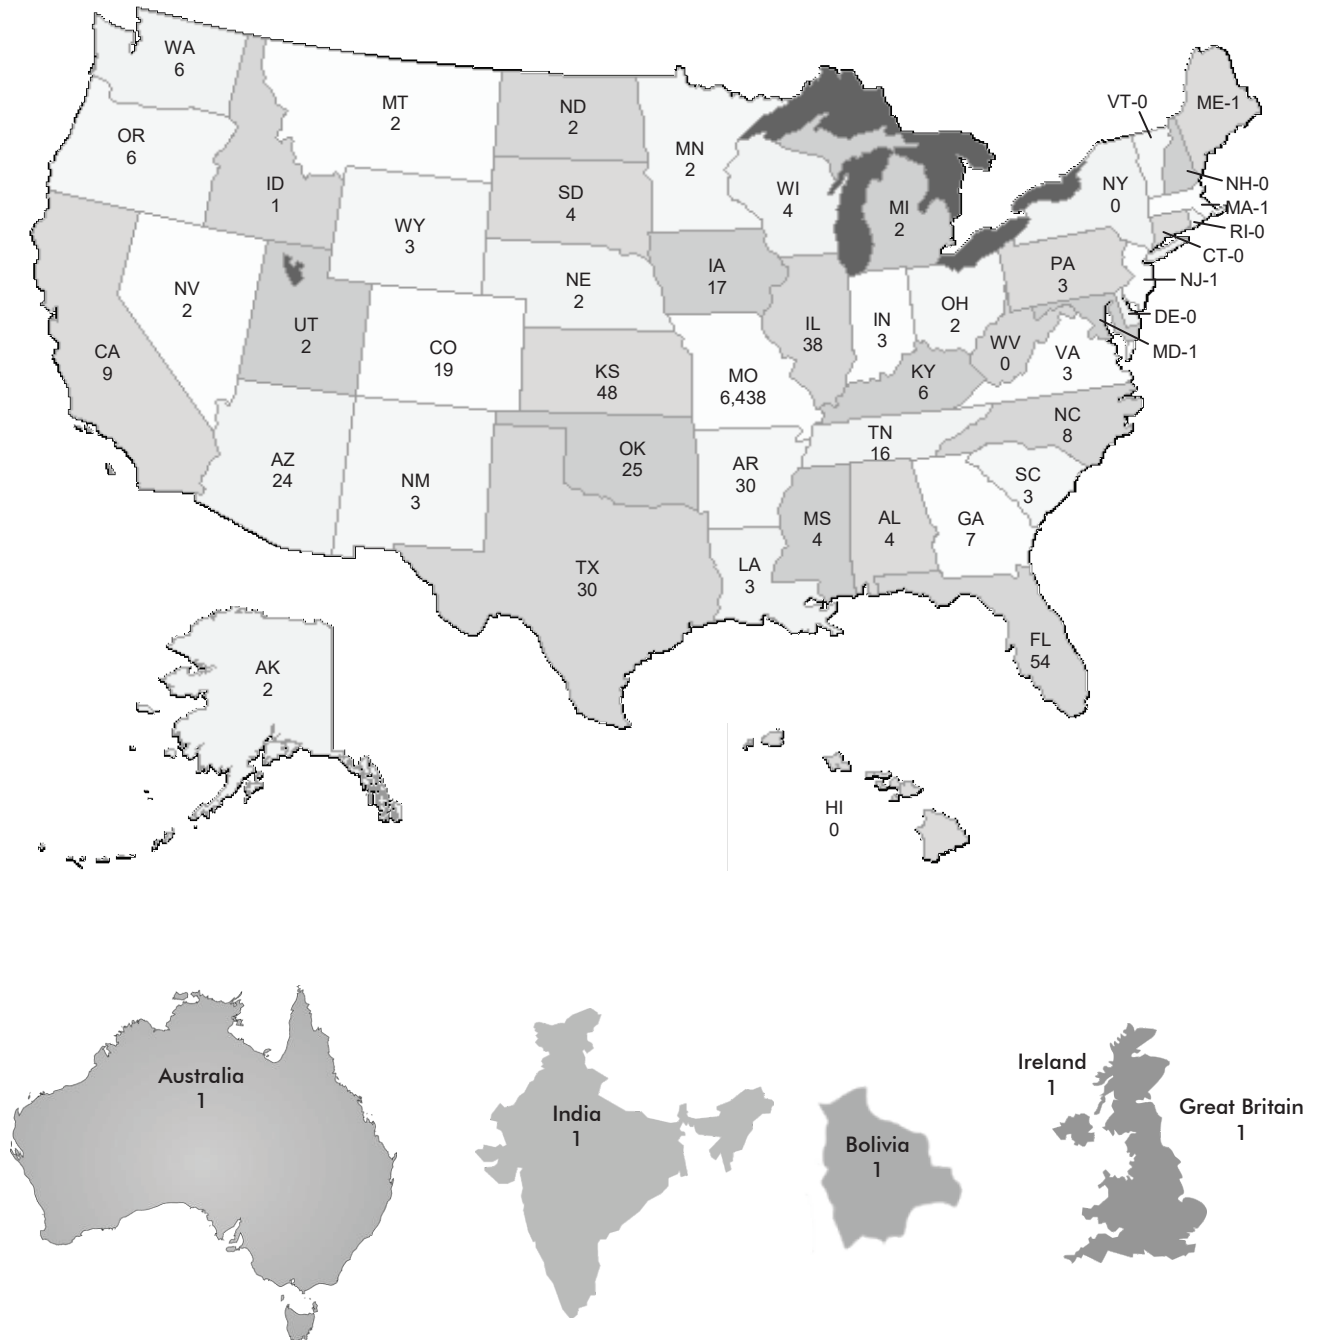 WA
6
MT
2
ND
2
MN
2
VT-0
ME-1
OR
6
ID
1
SD
4
WI
4
MI
2
NY
0
NH-0
MA-1
RI-0
CT-0
WY
3
IA
17
PA
3
NJ-1
NV
2
UT
2
NE
2
IL
38
IN
3
OH
2
WV
0
DE-0
MD-1
VA
3
CA
9
CO
19
KS
48
MO
6,438
KY
6
NC
8
AZ
24
NM
3
OK
25
AR
30
TN
16
SC
3
TX
30
LA
3
MS
4
AL
4
GA
7
FL
54
AK
2
HI
0
Australia
1
India
1
Bolivia
1
Ireland
1
Great Britain
1